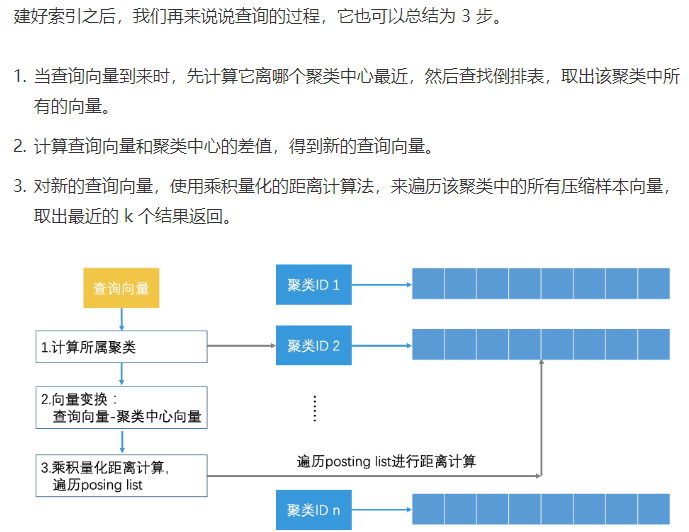 建好索引之后，我们再来说说查询的过程，它也可以总结为 3 步。
1. 当查询向量到来时，先计算它离哪个聚类中心最近，然后查找倒排表，取出该聚类中所
有的向量。
2. 计算查询向量和聚类中心的差值，得到新的查询向量。
3. 对新的查询向量，使用乘积量化的距离计算法，来遍历该聚类中的所有压缩样本向量，
取出最近的 k 个结果返回。
查询向量
聚类ID 1
1.计算所属聚类
聚类ID 2
2.向量变换：
查询向量-聚类中心向量
······
3.乘积量化距离计算,
遍历posing list
遍历posting list进行距离计算
聚类ID n